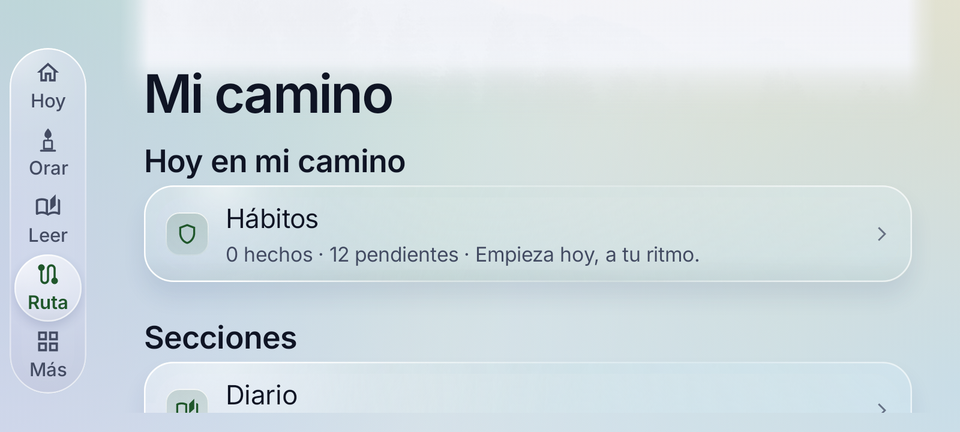 Mi camino
Hoy en mi camino
Hábitos
0 hechos · 12 pendientes · Empieza hoy, a tu ritmo.
Secciones
Diario
Hoy
Orar
Leer
Ruta
Más